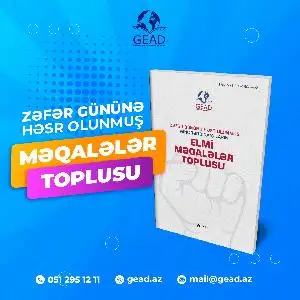 GEAD
ZƏFƏR GÜNÜNƏ
HƏSR OLUNMUŞ
MƏQALƏLƏR
TOPLUSU
GEAD
ELMİ
MƏQALƏLƏR
TOPLUSU
051 295 12 11
gead.az
mail@gead.az